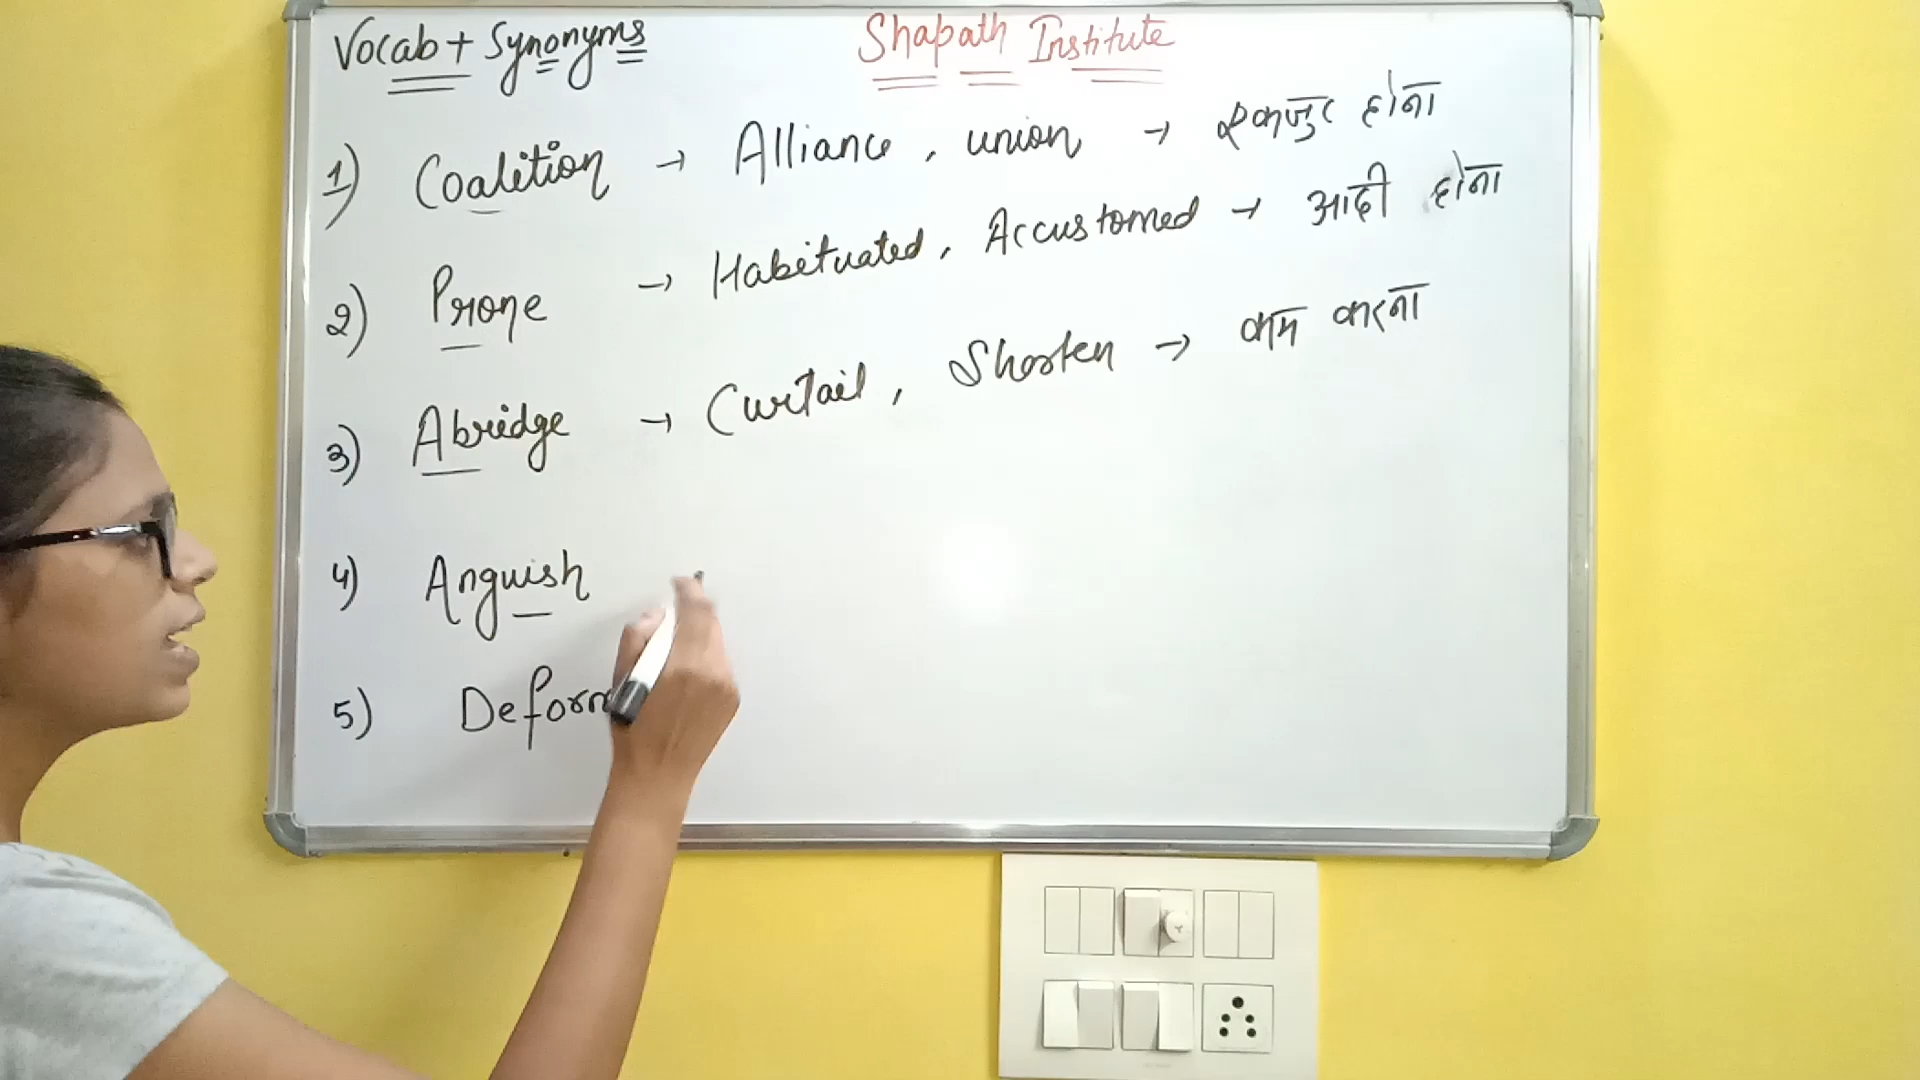 Vocab + Synonyms
Shapath Institute
1) Coalition → Alliance, union → एकजुट होना
2) Prone → Habituated, Accustomed → आदी होना
3) Abridge → Curtail, Shorten → कम करना
4) Anguish
5) Deform